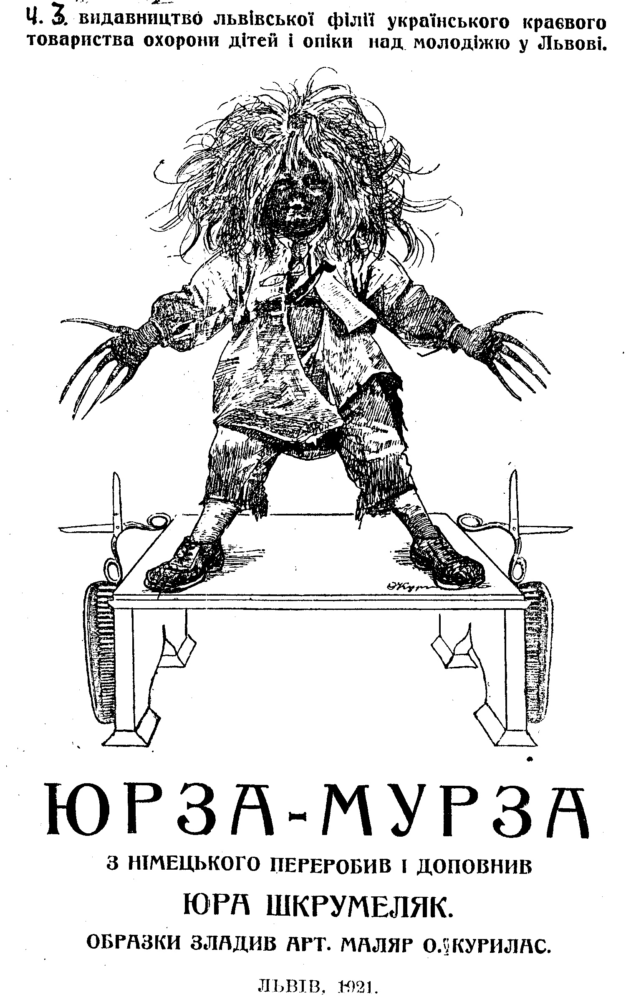 Ч. 3. видавництво львівської філії українського краєвого
товариства охорони дітей і опіки над молодіжю у Львові.
ЮРЗА-МУРЗА
З НІМЕЦЬКОГО ПЕРЕРОБИВ І ДОПОВНИВ
ЮРА ШКРУМЕЛЯК.
ОБРАЗКИ ЗЛАДИВ АРТ. МАЛЯР О. КУРИЛАС.
ЛЬВІВ, 1921.